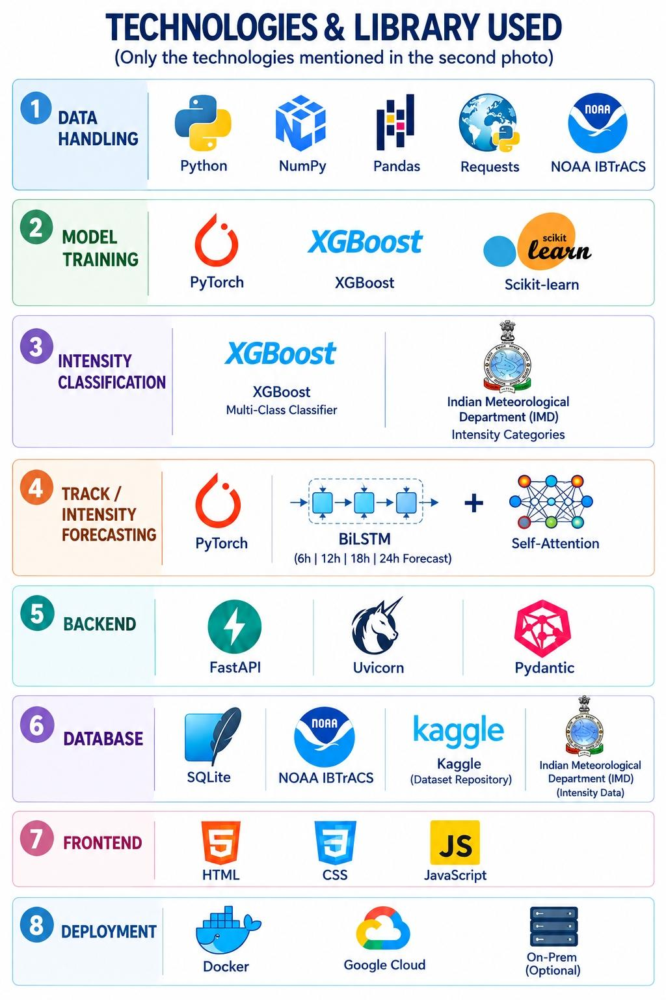 TECHNOLOGIES & LIBRARY USED
(Only the technologies mentioned in the second photo)
1
DATA
HANDLING
Python
NumPy
Pandas
Requests
NOAA
NOAA IBTrACS
2
MODEL
TRAINING
PyTorch
XGBoost
XGBoost
scikit
learn
Scikit-learn
3
INTENSITY
CLASSIFICATION
XGBoost
XGBoost
Multi-Class Classifier
Indian Meteorological
Department (IMD)
Intensity Categories
4
TRACK /
INTENSITY
FORECASTING
PyTorch
BiLSTM
(6h | 12h | 18h | 24h Forecast)
+
Self-Attention
5
BACKEND
FastAPI
Uvicorn
Pydantic
6
DATABASE
SQLite
NOAA
NOAA IBTrACS
kaggle
Kaggle
(Dataset Repository)
Indian Meteorological
Department (IMD)
(Intensity Data)
7
FRONTEND
5
HTML
3
CSS
JS
JavaScript
8
DEPLOYMENT
Docker
Google Cloud
On-Prem
(Optional)